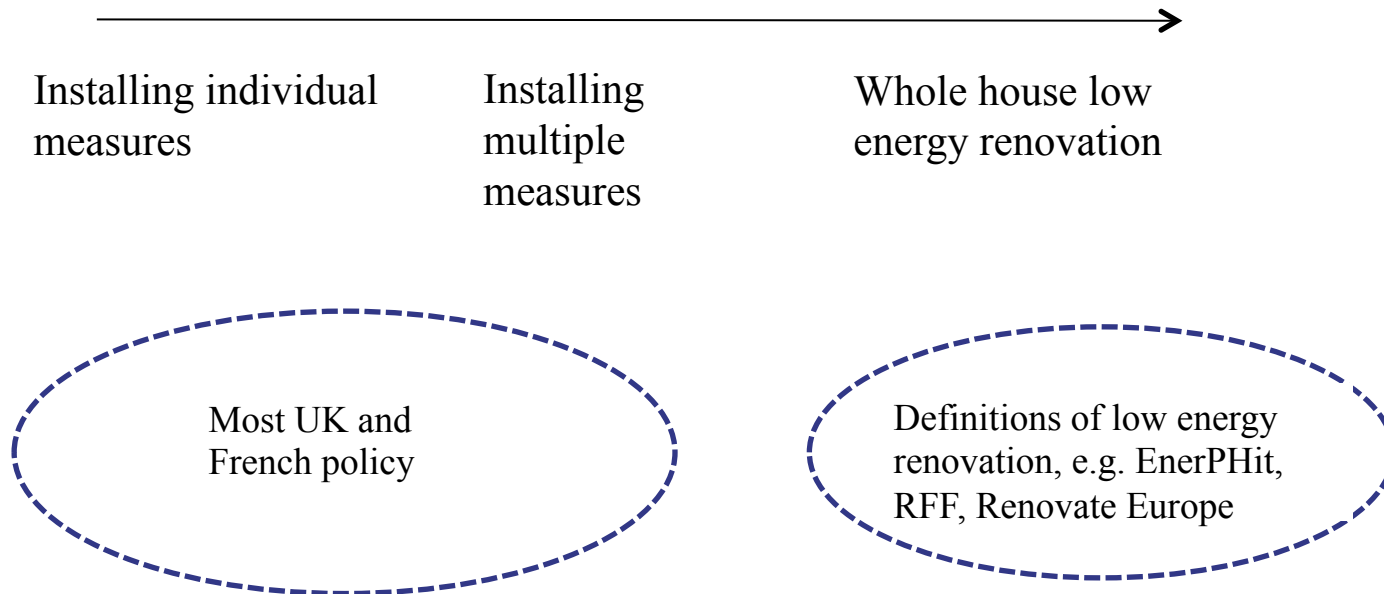 Installing individual
measures
Installing
multiple
measures
Whole house low
energy renovation
Most UK and
French policy
Definitions of low energy
renovation, e.g. EnerPHit,
RFF, Renovate Europe